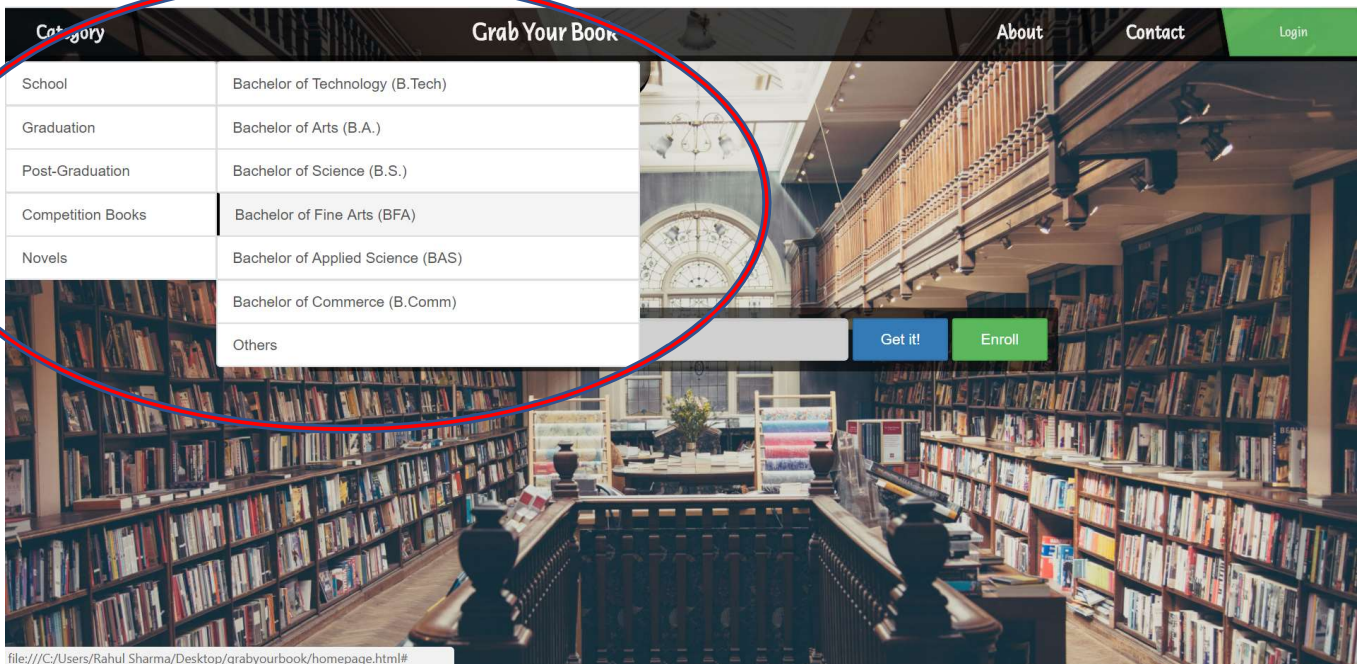 Category Grab Your Book About Contact Login
School Bachelor of Technology (B.Tech)
Graduation Bachelor of Arts (B.A.)
Post-Graduation Bachelor of Science (B.S.)
Competition Books Bachelor of Fine Arts (BFA)
Novels Bachelor of Applied Science (BAS)
Bachelor of Commerce (B.Comm)
Others
Get it! Enroll
file:///C:/Users/Rahul Sharma/Desktop/grabyourbook/homepage.html#